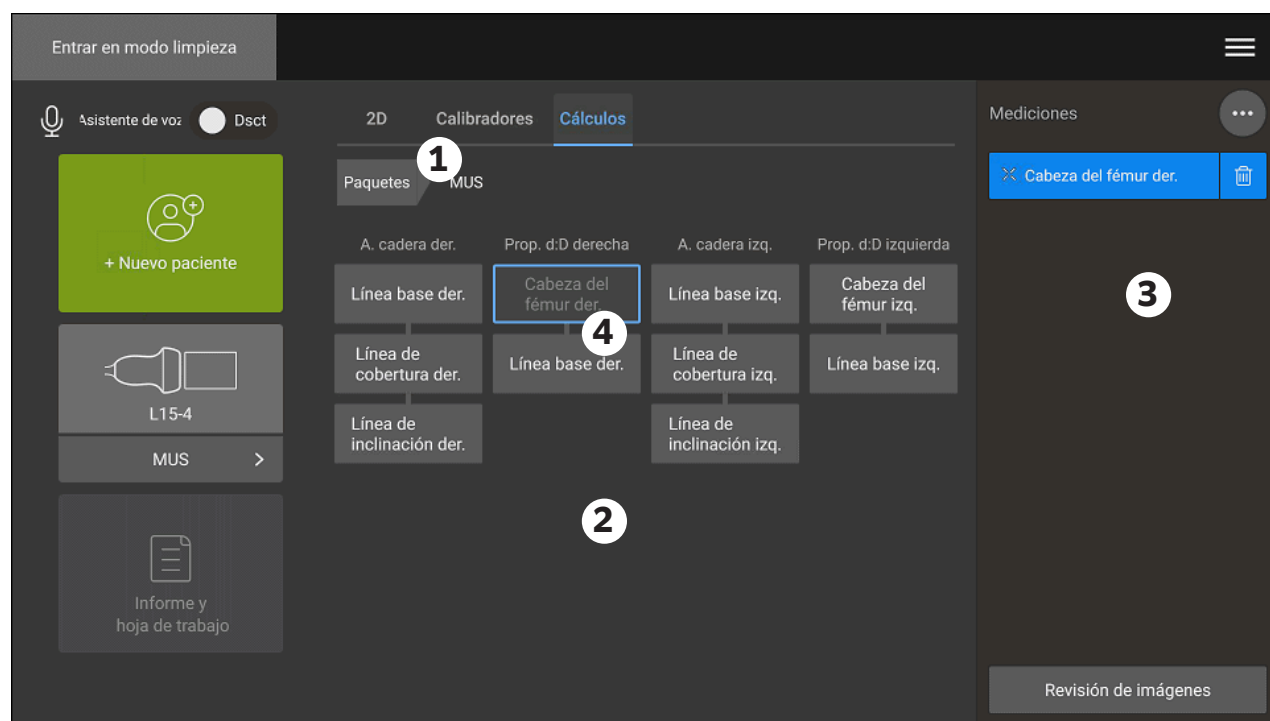 Entrar en modo limpieza
Asistente de voz
Dsct
2D
Calibradores
Cálculos
Mediciones
1
Paquetes
MUS
Cabeza del fémur der.
+ Nuevo paciente
A. cadera der.
Prop. d:D derecha
A. cadera izq.
Prop. d:D izquierda
Línea base der.
Cabeza del
fémur der.
Línea base izq.
Cabeza del
fémur izq.
3
4
Línea de
cobertura der.
Línea base der.
Línea de
cobertura izq.
Línea base izq.
L15-4
Línea de
inclinación der.
Línea de
inclinación izq.
MUS
2
Informe y
hoja de trabajo
Revisión de imágenes